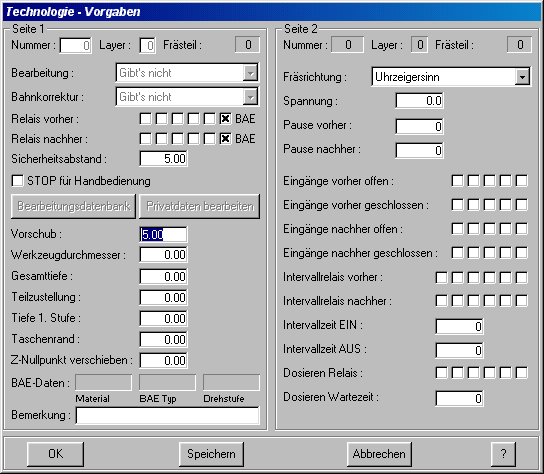 Technologie - Vorgaben
Seite 1
Nummer : 0 Layer : 0 Frästeil : 0
Bearbeitung : Gibt's nicht
Bahnkorrektur : Gibt's nicht
Relais vorher : BAE
Relais nachher : BAE
Sicherheitsabstand : 5.00
STOP für Handbedienung
Bearbeitungsdatenbank Privatdaten bearbeiten
Vorschub : 5.00
Werkzeugdurchmesser : 0.00
Gesamttiefe : 0.00
Teilzustellung : 0.00
Tiefe 1. Stufe : 0.00
Taschenrand : 0.00
Z-Nullpunkt verschieben : 0.00
BAE-Daten :
Material BAE Typ Drehstufe
Bemerkung :
Seite 2
Nummer : 0 Layer : 0 Frästeil : 0
Fräsrichtung : Uhrzeigersinn
Spannung : 0.0
Pause vorher : 0
Pause nachher : 0
Eingänge vorher offen :
Eingänge vorher geschlossen :
Eingänge nachher offen :
Eingänge nachher geschlossen :
Intervallrelais vorher :
Intervallrelais nachher :
Intervallzeit EIN : 0
Intervallzeit AUS : 0
Dosieren Relais :
Dosieren Wartezeit : 0
OK Speichern Abbrechen ?